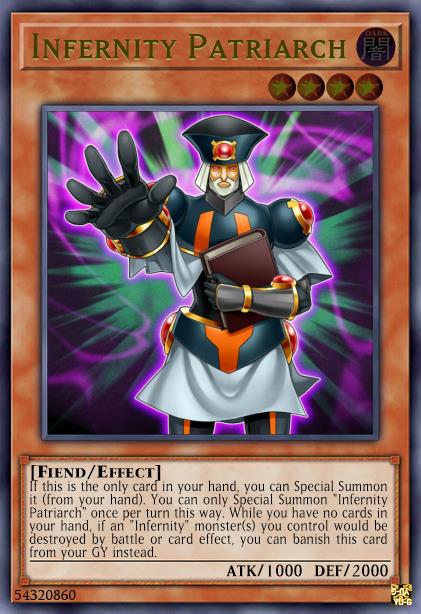 INFERNITY PATRIARCH
DARK
闇
[FIEND/EFFECT]
If this is the only card in your hand, you can Special Summon
it (from your hand). You can only Special Summon "Infernity
Patriarch" once per turn this way. While you have no cards in
your hand, if an "Infernity" monster(s) you control would be
destroyed by battle or card effect, you can banish this
card from your GY instead.
ATK/1000 DEF/2000
54320860